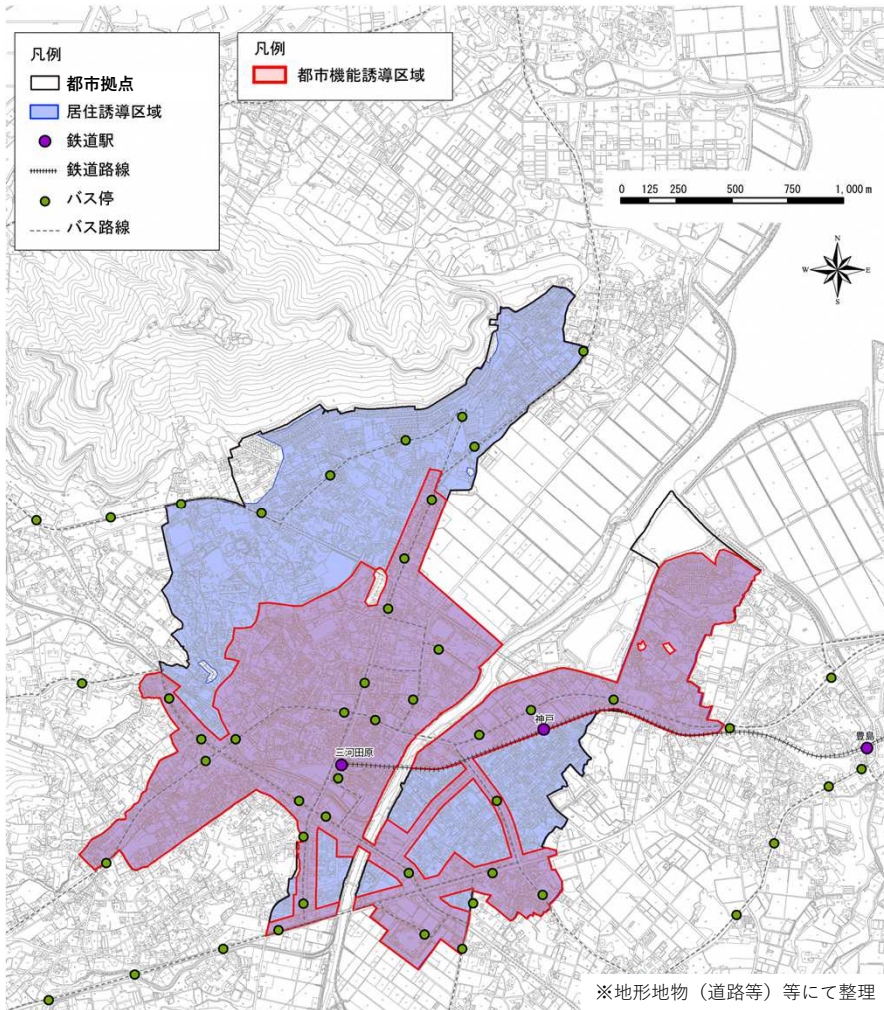 凡例
都市拠点
居住誘導区域
鉄道駅
鉄道路線
バス停
バス路線
凡例
都市機能誘導区域
0 125 250 500 750 1,000 m
N
W E
S
神戸
豊島
三河田原
※地形地物（道路等）等にて整理